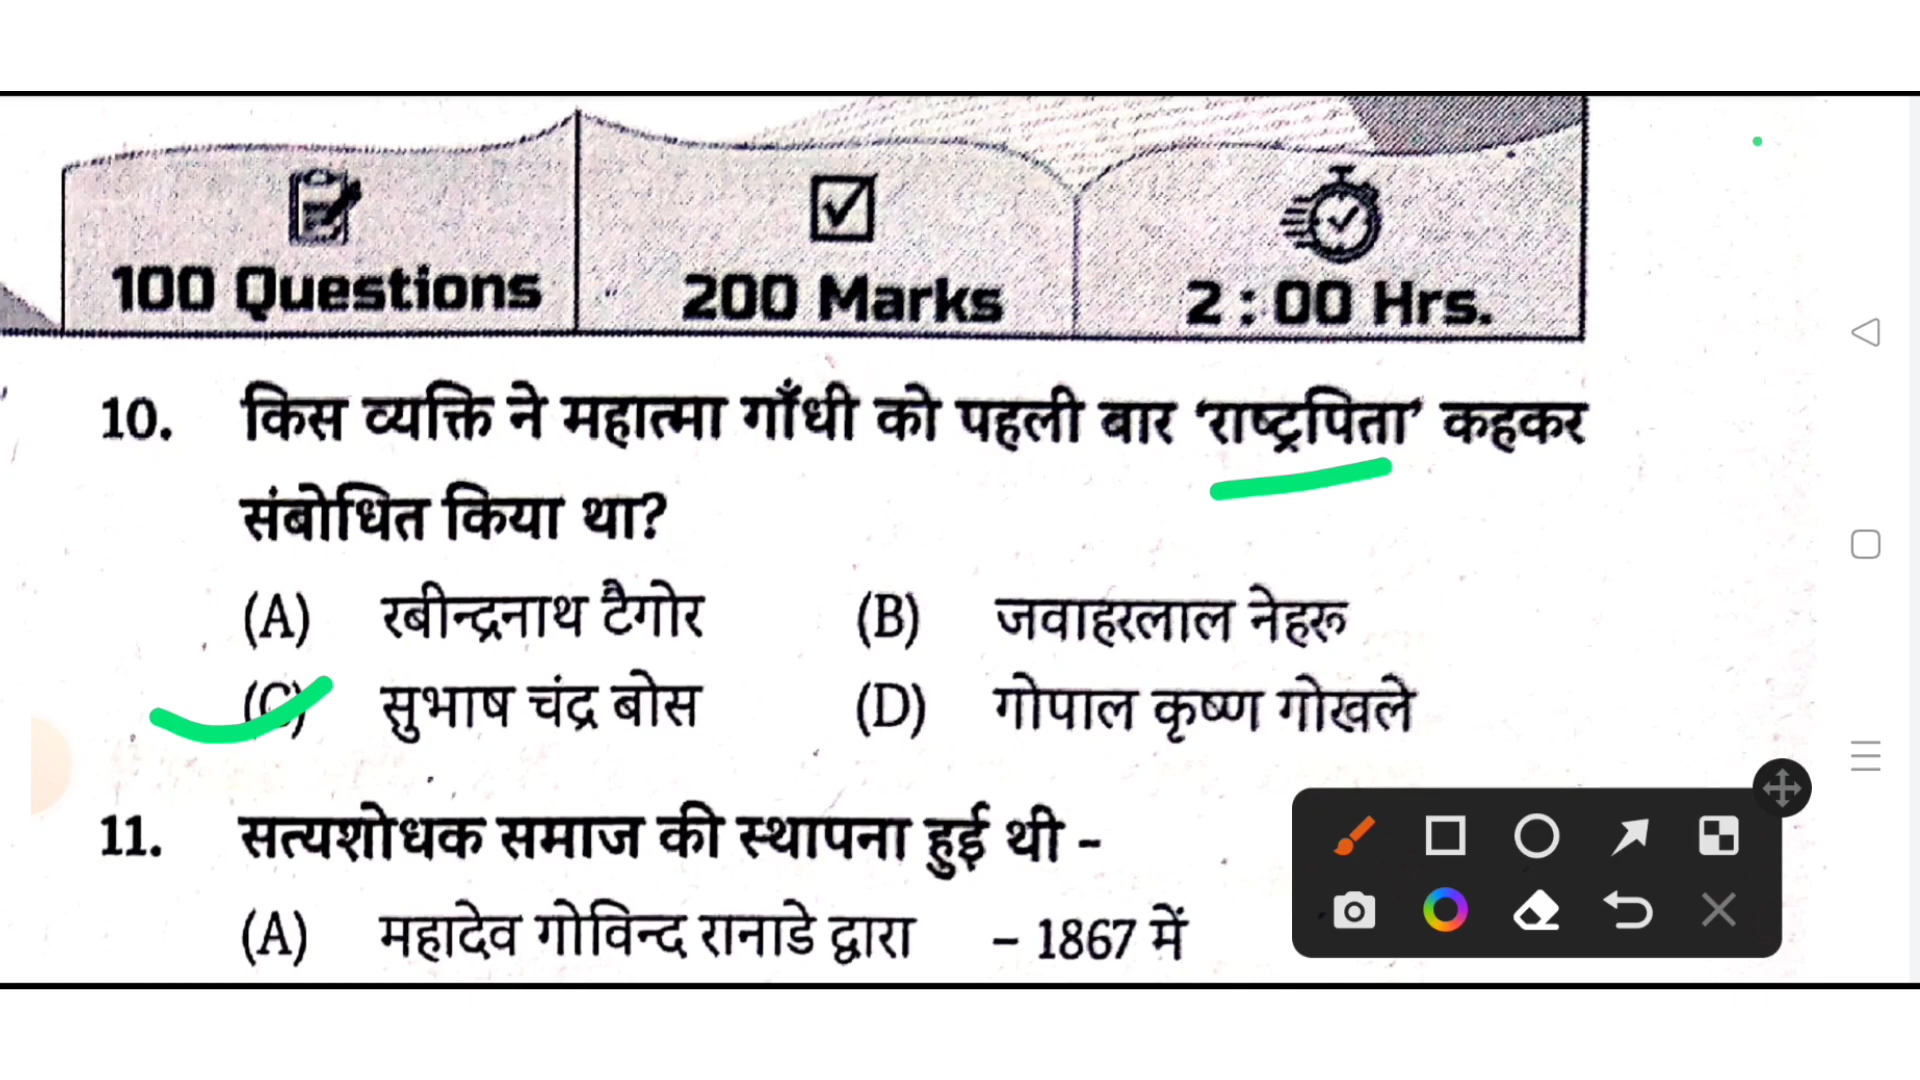 100 Questions
200 Marks
2 : 00 Hrs.
10. किस व्यक्ति ने महात्मा गाँधी को पहली बार ‘राष्ट्रपिता’ कहकर
संबोधित किया था?
(A) रबीन्द्रनाथ टैगोर (B) जवाहरलाल नेहरू
(C) सुभाष चंद्र बोस (D) गोपाल कृष्ण गोखले
11. सत्यशोधक समाज की स्थापना हुई थी -
(A) महादेव गोविन्द रानाडे द्वारा – 1867 में